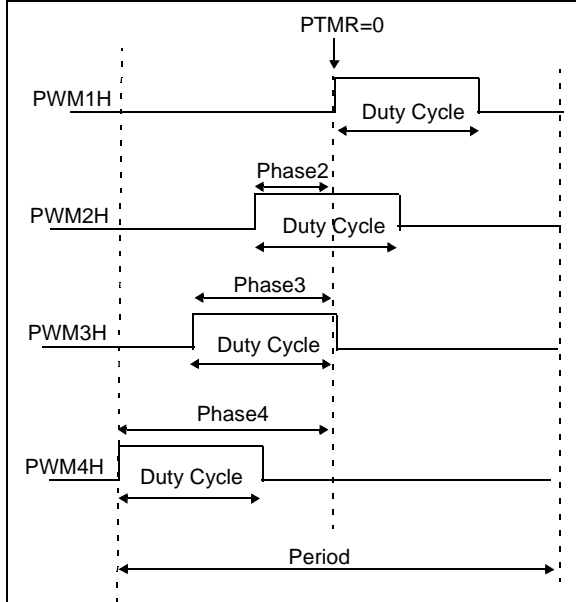 PTMR=0
PWM1H
Duty Cycle
Phase2
PWM2H
Duty Cycle
Phase3
PWM3H
Duty Cycle
Phase4
PWM4H
Duty Cycle
Period